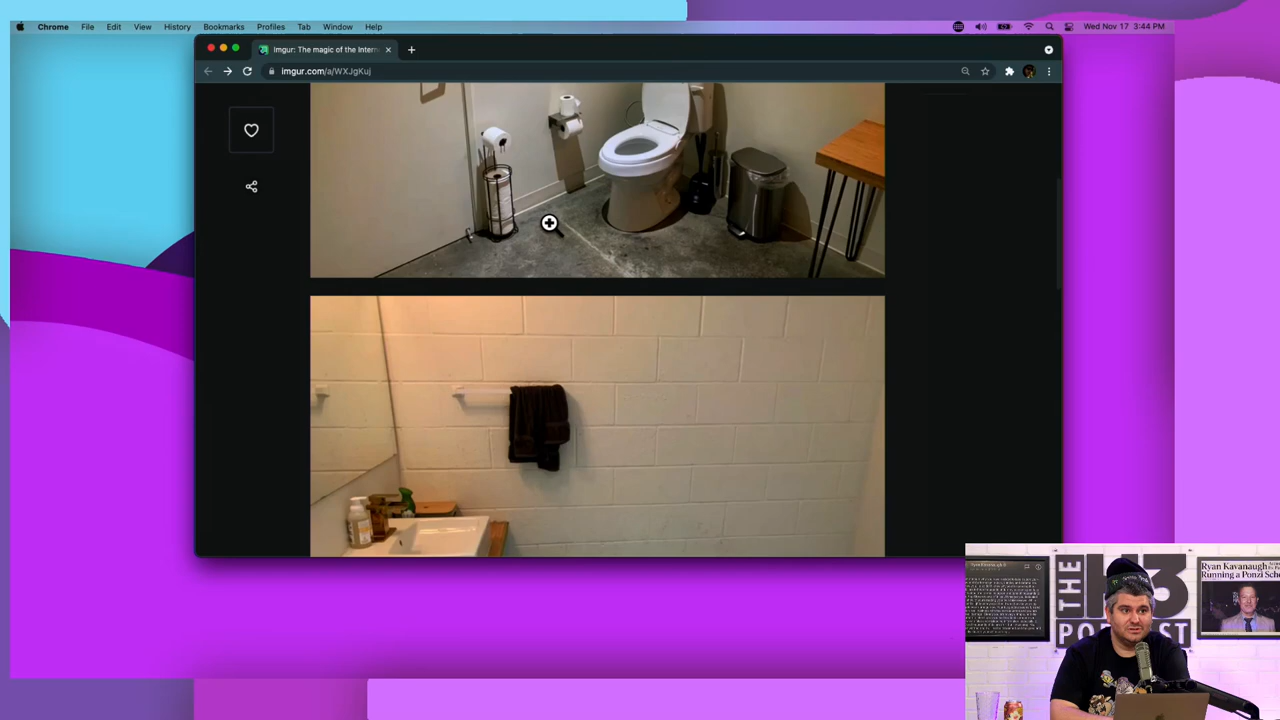 Chrome File Edit View History Bookmarks Profiles Tab Window Help
Wed Nov 17 3:44 PM
Imgur: The magic of the Intern
imgur.com/a/WXJgKuj
THE
H3
PODCAST
Ryan Kavanaugh
Running a Ponzi Sche